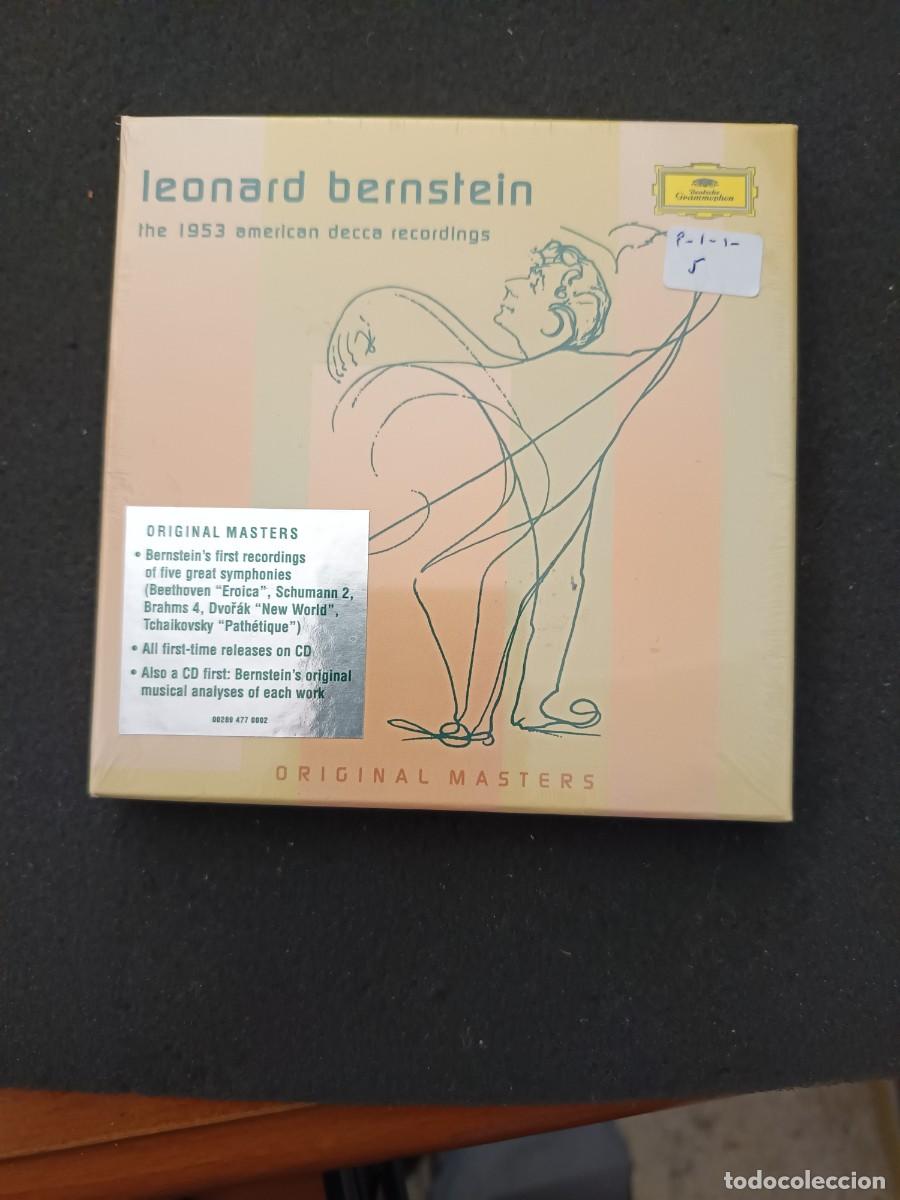 leonard bernstein
the 1953 american decca recordings
Deutsche
Grammophon
P-1-1-
5
ORIGINAL MASTERS
• Bernstein's first recordings
of five great symphonies
(Beethoven "Eroica", Schumann 2,
Brahms 4, Dvořák "New World",
Tchaikovsky "Pathétique")
• All first-time releases on CD
• Also a CD first: Bernstein's original
musical analyses of each work
00289 477 0002
ORIGINAL MASTERS
todocoleccion